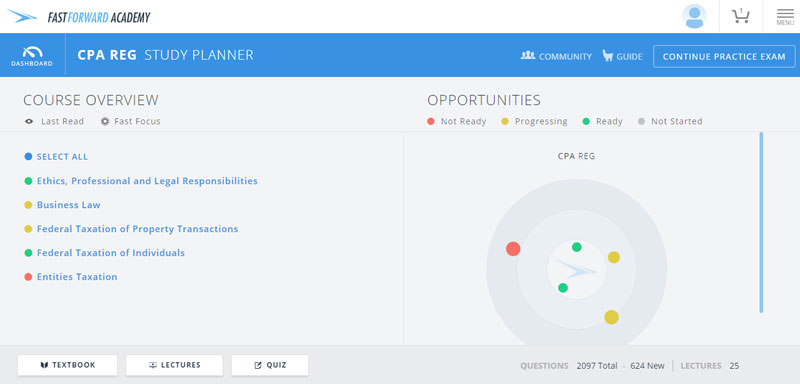 FASTFORWARD ACADEMY
1
MENU
DASHBOARD
CPA REG STUDY PLANNER
COMMUNITY
GUIDE
CONTINUE PRACTICE EXAM
COURSE OVERVIEW
Last Read
Fast Focus
OPPORTUNITIES
Not Ready
Progressing
Ready
Not Started
SELECT ALL
Ethics, Professional and Legal Responsibilities
Business Law
Federal Taxation of Property Transactions
Federal Taxation of Individuals
Entities Taxation
CPA REG
TEXTBOOK
LECTURES
QUIZ
QUESTIONS 2097 Total - 624 New
LECTURES 25